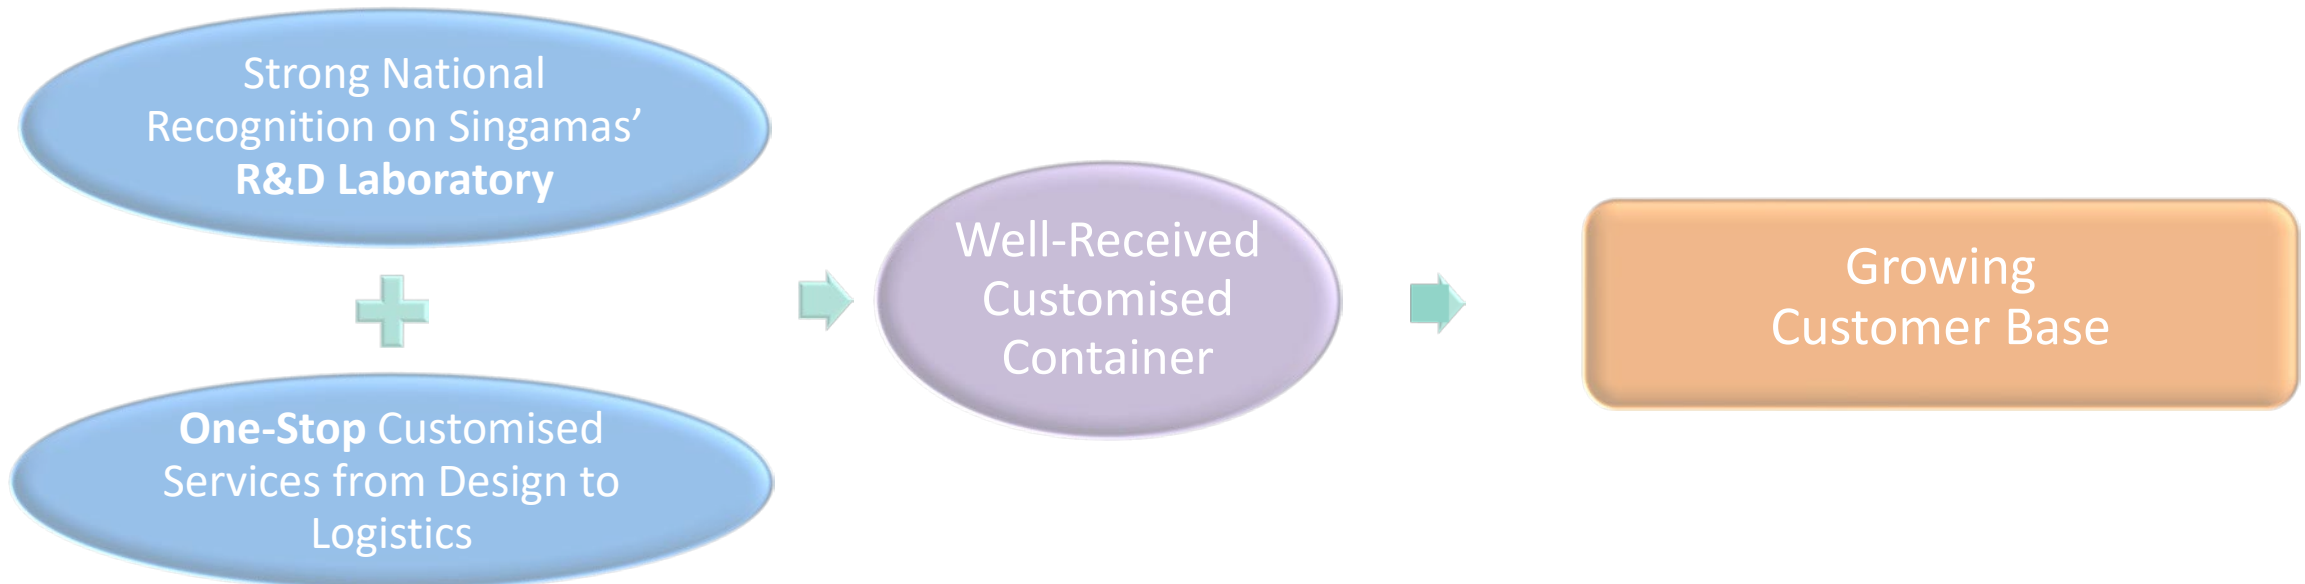 Strong National
Recognition on Singamas’
R&D Laboratory
One-Stop Customised
Services from Design to
Logistics
Well-Received
Customised
Container
Growing
Customer Base